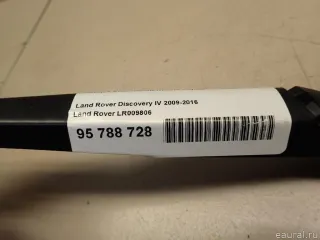 Land Rover Discovery IV 2009-2016
Land Rover LR009806
95 788 728
eaural.ru